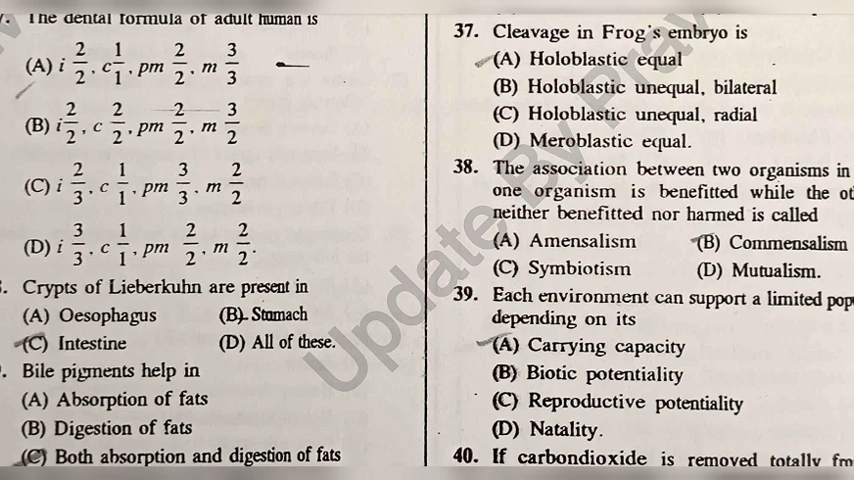 The dental formula of adult human is
(A) i 2/2, c 1/1, pm 2/2, m 3/3
(B) i 2/2, c 2/2, pm 2/2, m 3/2
(C) i 2/3, c 1/1, pm 3/3, m 2/2
(D) i 3/3, c 1/1, pm 2/2, m 2/2.
. Crypts of Lieberkuhn are present in
(A) Oesophagus (B) Stomach
(C) Intestine (D) All of these.
. Bile pigments help in
(A) Absorption of fats
(B) Digestion of fats
(C) Both absorption and digestion of fats
37. Cleavage in Frog's embryo is
(A) Holoblastic equal
(B) Holoblastic unequal, bilateral
(C) Holoblastic unequal, radial
(D) Meroblastic equal.
38. The association between two organisms in
one organism is benefitted while the ot
neither benefitted nor harmed is called
(A) Amensalism (B) Commensalism
(C) Symbiotism (D) Mutualism.
39. Each environment can support a limited popu
depending on its
(A) Carrying capacity
(B) Biotic potentiality
(C) Reproductive potentiality
(D) Natality.
40. If carbondioxide is removed totally fro
Update By Prav